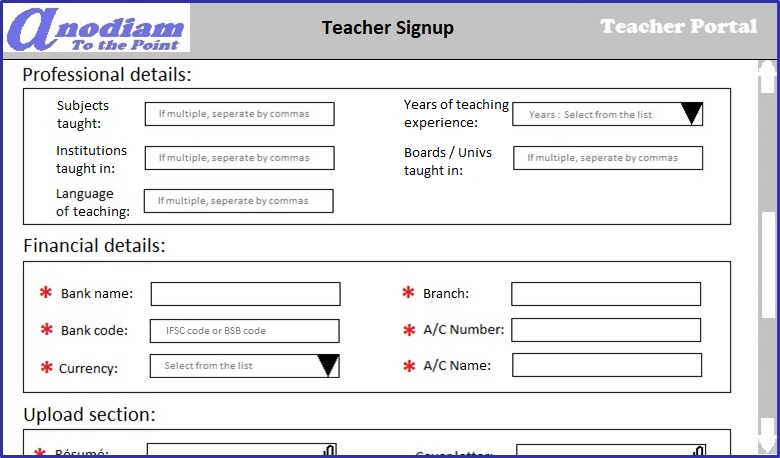 anodiam
To the Point
Teacher Signup
Teacher Portal
Professional details:
Subjects taught:
If multiple, seperate by commas
Years of teaching experience:
Years : Select from the list
Institutions taught in:
If multiple, seperate by commas
Boards / Univs taught in:
If multiple, seperate by commas
Language of teaching:
If multiple, seperate by commas
Financial details:
* Bank name:
* Branch:
* Bank code:
IFSC code or BSB code
* A/C Number:
* Currency:
Select from the list
* A/C Name:
Upload section:
* Résumé:
Cover letter: